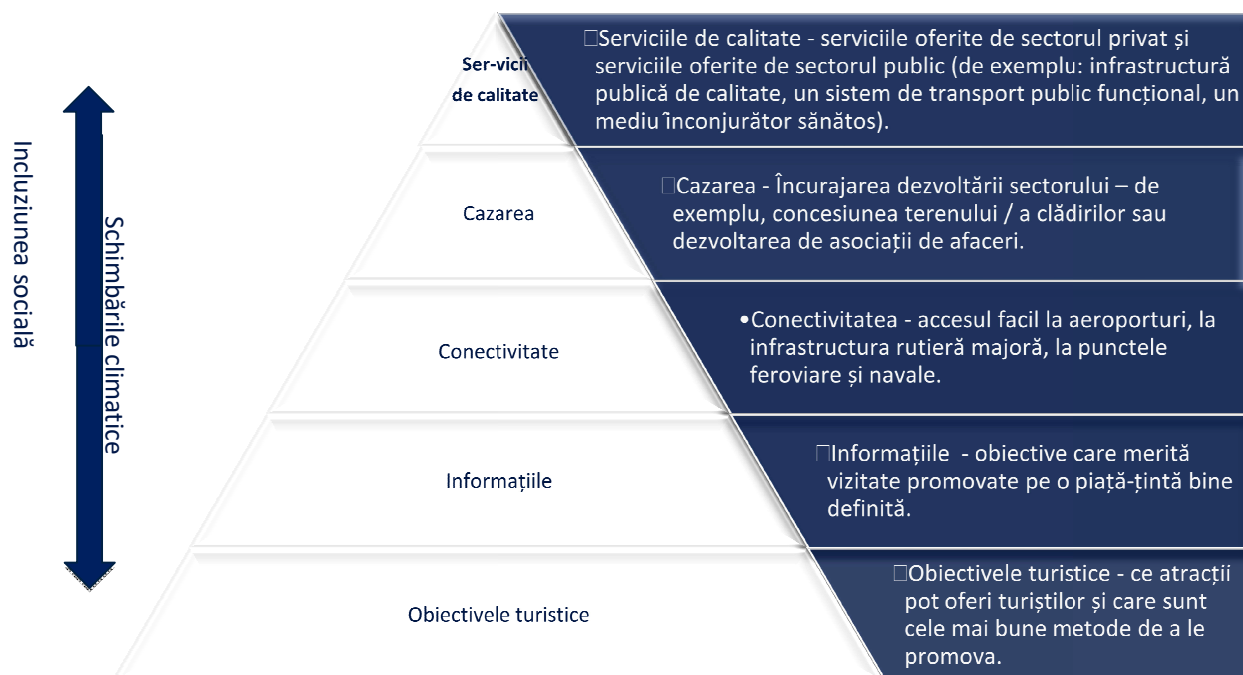 Incluziunea socială
Schimbările climatice
Ser-vicii
de calitate
□Serviciile de calitate - serviciile oferite de sectorul privat și
serviciile oferite de sectorul public (de exemplu: infrastructură
publică de calitate, un sistem de transport public funcțional, un
mediu înconjurător sănătos).
Cazarea
□Cazarea - Încurajarea dezvoltării sectorului – de
exemplu, concesiunea terenului / a clădirilor sau
dezvoltarea de asociații de afaceri.
Conectivitate
•Conectivitatea - accesul facil la aeroporturi, la
infrastructura rutieră majoră, la punctele
feroviare și navale.
Informațiile
□Informațiile - obiective care merită
vizitate promovate pe o piață-țintă bine
definită.
Obiectivele turistice
□Obiectivele turistice - ce atracții
pot oferi turiștilor și care sunt
cele mai bune metode de a le
promova.